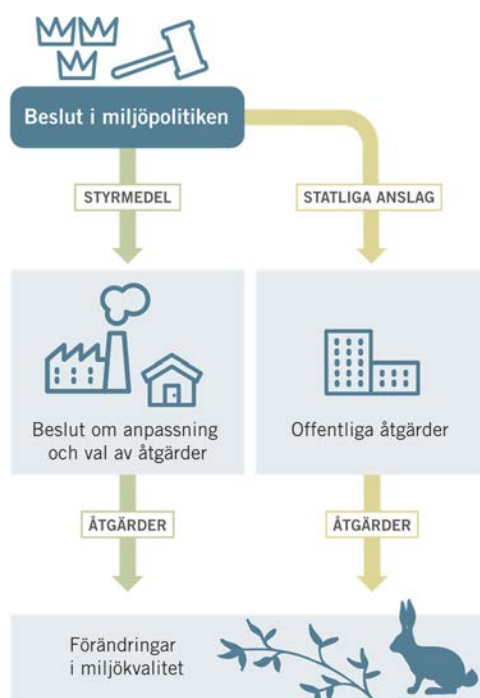 Beslut i miljöpolitiken
STYRMEDEL
STATLIGA ANSLAG
Beslut om anpassning
och val av åtgärder
Offentliga åtgärder
ÅTGÄRDER
ÅTGÄRDER
Förändringar
i miljökvalitet